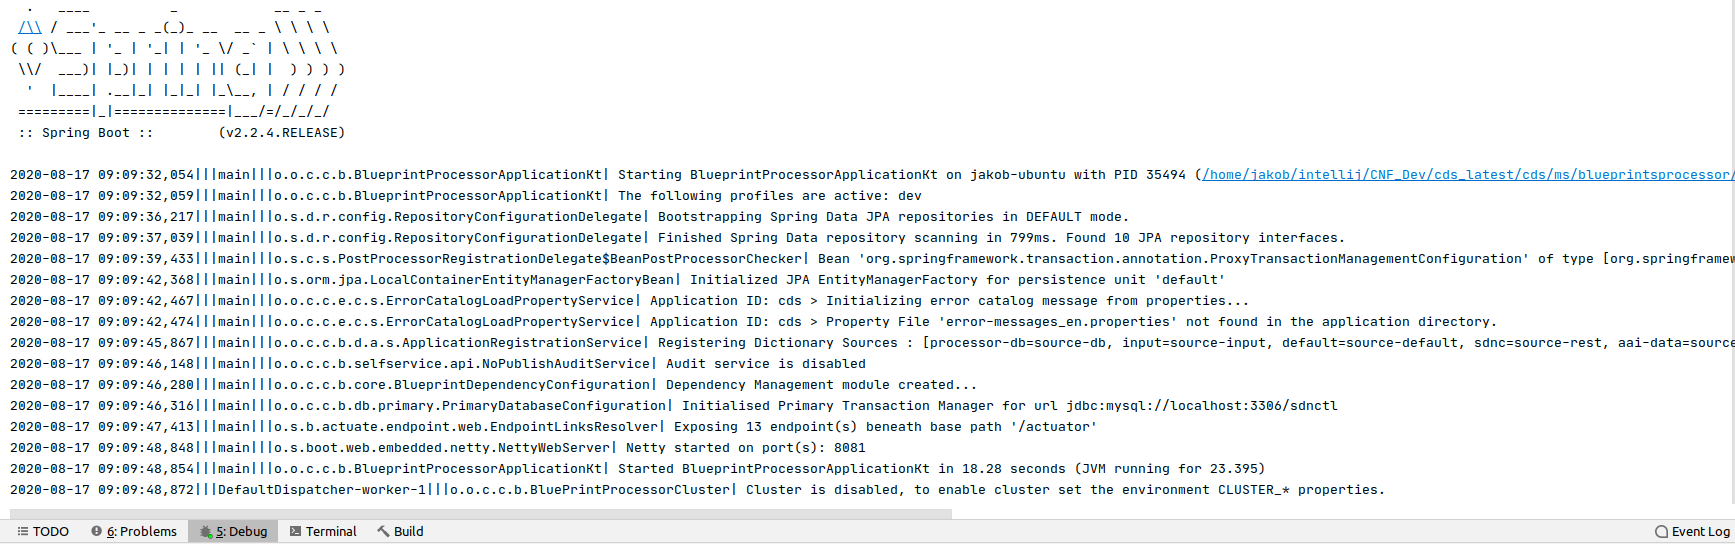 .   ____          _            __ _ _
 /\\ / ___'_ __ _ _(_)_ __  __ _ \ \ \ \
( ( )\___ | '_ | '_| | '_ \/ _` | \ \ \ \
 \\/  ___)| |_)| | | | | || (_| |  ) ) ) )
  '  |____| .__|_| |_|_| |_\__, | / / / /
 =========|_|==============|___/=/_/_/_/
 :: Spring Boot ::        (v2.2.4.RELEASE)
2020-08-17 09:09:32,054|||main|||o.o.c.c.b.BlueprintProcessorApplicationKt| Starting BlueprintProcessorApplicationKt on jakob-ubuntu with PID 35494 (/home/jakob/intellij/CNF_Dev/cds_latest/cds/ms/blueprintsprocessor/
2020-08-17 09:09:32,059|||main|||o.o.c.c.b.BlueprintProcessorApplicationKt| The following profiles are active: dev
2020-08-17 09:09:36,217|||main|||o.s.d.r.config.RepositoryConfigurationDelegate| Bootstrapping Spring Data JPA repositories in DEFAULT mode.
2020-08-17 09:09:37,039|||main|||o.s.d.r.config.RepositoryConfigurationDelegate| Finished Spring Data repository scanning in 799ms. Found 10 JPA repository interfaces.
2020-08-17 09:09:39,433|||main|||o.s.c.s.PostProcessorRegistrationDelegate$BeanPostProcessorChecker| Bean 'org.springframework.transaction.annotation.ProxyTransactionManagementConfiguration' of type [org.springframew
2020-08-17 09:09:42,368|||main|||o.s.orm.jpa.LocalContainerEntityManagerFactoryBean| Initialized JPA EntityManagerFactory for persistence unit 'default'
2020-08-17 09:09:42,467|||main|||o.o.c.c.e.c.s.ErrorCatalogLoadPropertyService| Application ID: cds > Initializing error catalog message from properties...
2020-08-17 09:09:42,474|||main|||o.o.c.c.e.c.s.ErrorCatalogLoadPropertyService| Application ID: cds > Property File 'error-messages_en.properties' not found in the application directory.
2020-08-17 09:09:45,867|||main|||o.o.c.c.b.d.a.s.ApplicationRegistrationService| Registering Dictionary Sources : [processor-db=source-db, input=source-input, default=source-default, sdnc=source-rest, aai-data=source
2020-08-17 09:09:46,148|||main|||o.o.c.c.b.selfservice.api.NoPublishAuditService| Audit service is disabled
2020-08-17 09:09:46,280|||main|||o.o.c.c.b.core.BlueprintDependencyConfiguration| Dependency Management module created...
2020-08-17 09:09:46,316|||main|||o.o.c.c.b.db.primary.PrimaryDatabaseConfiguration| Initialised Primary Transaction Manager for url jdbc:mysql://localhost:3306/sdnctl
2020-08-17 09:09:47,413|||main|||o.s.b.actuate.endpoint.web.EndpointLinksResolver| Exposing 13 endpoint(s) beneath base path '/actuator'
2020-08-17 09:09:48,848|||main|||o.s.boot.web.embedded.netty.NettyWebServer| Netty started on port(s): 8081
2020-08-17 09:09:48,854|||main|||o.o.c.c.b.BlueprintProcessorApplicationKt| Started BlueprintProcessorApplicationKt in 18.28 seconds (JVM running for 23.395)
2020-08-17 09:09:48,872|||DefaultDispatcher-worker-1|||o.o.c.c.b.BluePrintProcessorCluster| Cluster is disabled, to enable cluster set the environment CLUSTER_* properties.
TODO 6: Problems 5: Debug Terminal Build Event Log